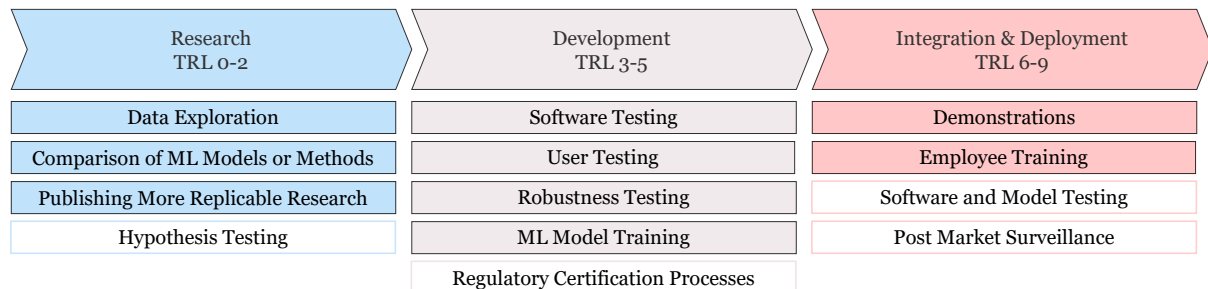 Research
TRL 0-2
Development
TRL 3-5
Integration & Deployment
TRL 6-9
Data Exploration
Comparison of ML Models or Methods
Publishing More Replicable Research
Hypothesis Testing
Software Testing
User Testing
Robustness Testing
ML Model Training
Regulatory Certification Processes
Demonstrations
Employee Training
Software and Model Testing
Post Market Surveillance